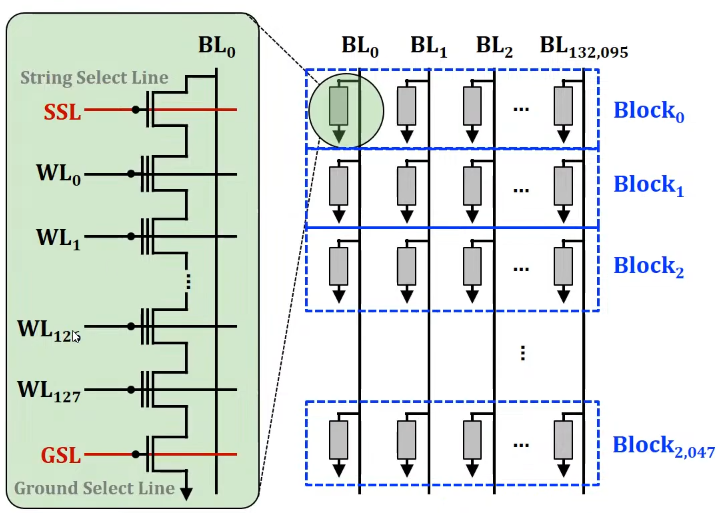 BL0
String Select Line
SSL
WL0
WL1
...
WL126
WL127
GSL
Ground Select Line
BL0 BL1 BL2 BL132,095
... Block0
... Block1
... Block2
...
... Block2,047